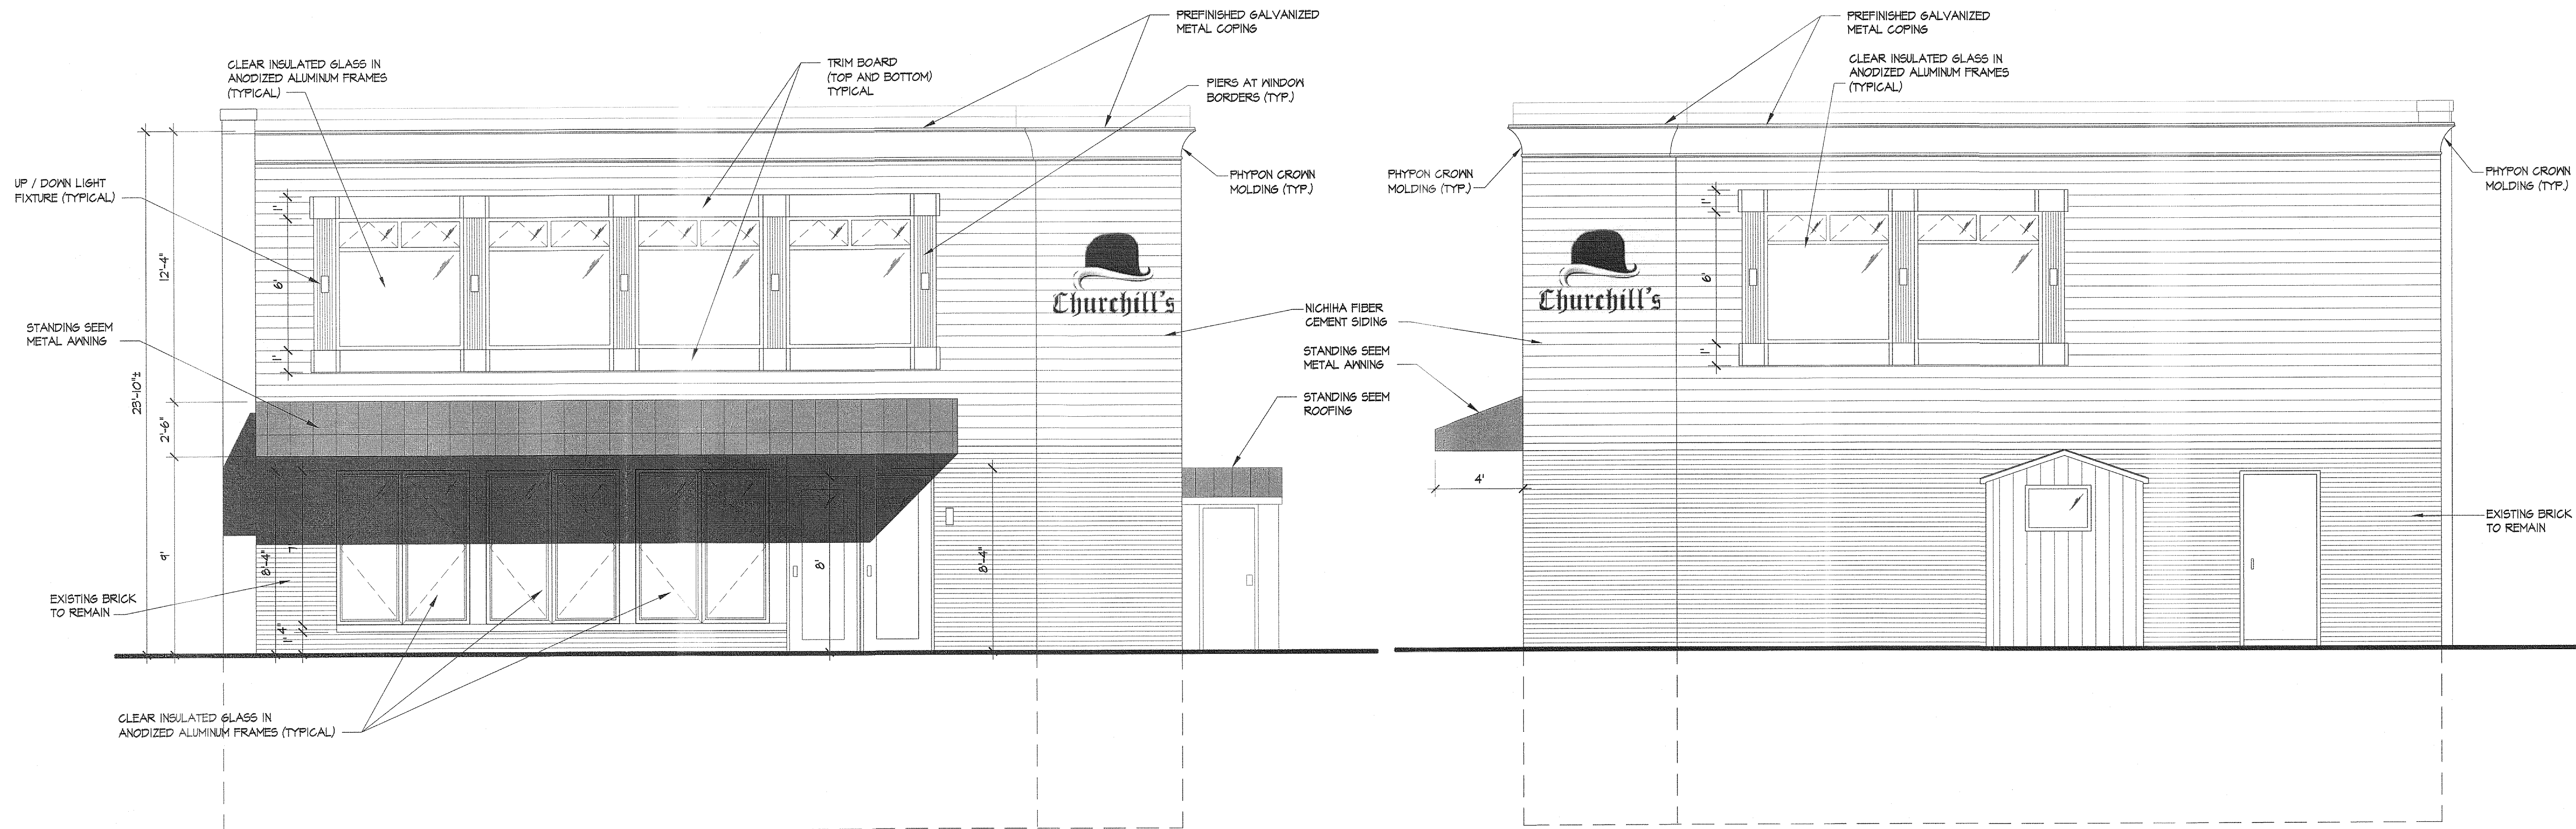 PREFINISHED GALVANIZED
METAL COPING
CLEAR INSULATED GLASS IN
ANODIZED ALUMINUM FRAMES
(TYPICAL)
TRIM BOARD
(TOP AND BOTTOM)
TYPICAL
PIERS AT WINDOW
BORDERS (TYP.)
UP / DOWN LIGHT
FIXTURE (TYPICAL)
PHYPON CROWN
MOLDING (TYP.)
1'
12'-4"
6'
Churchill's
STANDING SEEM
METAL AWNING
1'
23'-10"±
2'-6"
NICHIHA FIBER
CEMENT SIDING
STANDING SEEM
METAL AWNING
STANDING SEEM
ROOFING
9'
8'-4"
7'
8'
8'-4"
EXISTING BRICK
TO REMAIN
4"
1'
CLEAR INSULATED GLASS IN
ANODIZED ALUMINUM FRAMES (TYPICAL)
PREFINISHED GALVANIZED
METAL COPING
CLEAR INSULATED GLASS IN
ANODIZED ALUMINUM FRAMES
(TYPICAL)
PHYPON CROWN
MOLDING (TYP.)
PHYPON CROWN
MOLDING (TYP.)
1'
6'
Churchill's
1'
4'
EXISTING BRICK
TO REMAIN